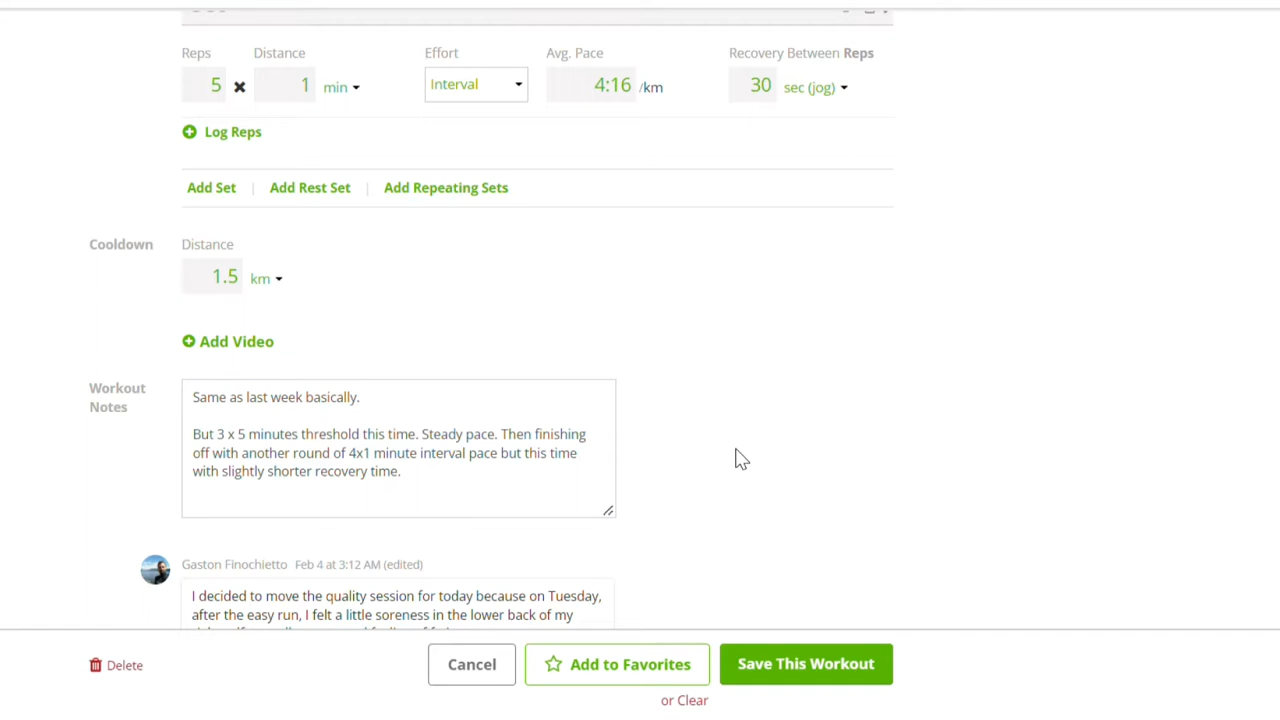 Reps Distance Effort Avg. Pace Recovery Between Reps
5 × 1 min Interval 4:16 /km 30 sec (jog)
Log Reps
Add Set | Add Rest Set | Add Repeating Sets
Cooldown Distance
1.5 km
Add Video
Workout
Notes
Same as last week basically.
But 3 x 5 minutes threshold this time. Steady pace. Then finishing
off with another round of 4x1 minute interval pace but this time
with slightly shorter recovery time.
Gaston Finochietto Feb 4 at 3:12 AM (edited)
I decided to move the quality session for today because on Tuesday,
after the easy run, I felt a little soreness in the lower back of my
Delete Cancel Add to Favorites Save This Workout
or Clear